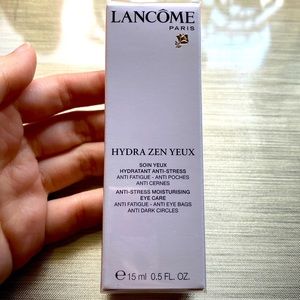 LANCÔME
PARIS
HYDRA ZEN YEUX
SOIN YEUX
HYDRATANT ANTI-STRESS
ANTI FATIGUE - ANTI POCHES
ANTI CERNES
ANTI-STRESS MOISTURISING
EYE CARE
ANTI FATIGUE - ANTI EYE BAGS
ANTI DARK CIRCLES
℮ 15 ml 0.5 FL. OZ.